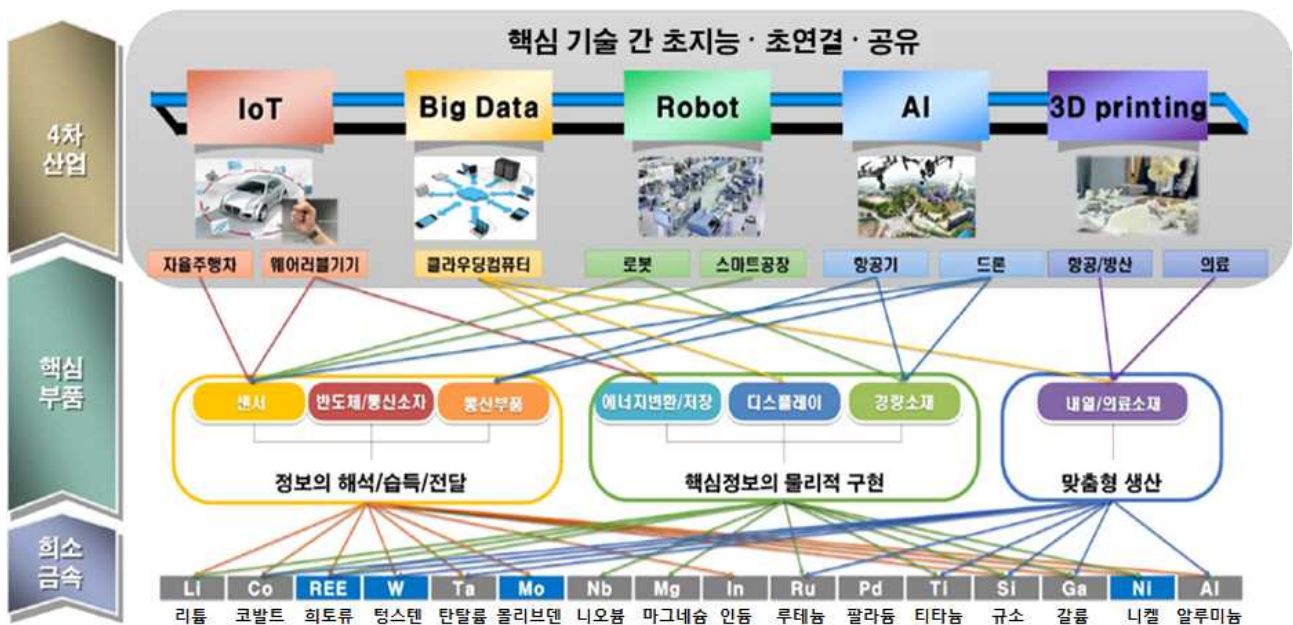 핵심 기술 간 초지능 · 초연결 · 공유
4차
산업
IoT
Big Data
Robot
AI
3D printing
자율주행차
웨어러블기기
클라우딩컴퓨터
로봇
스마트공장
항공기
드론
항공/방산
의료
핵심
부품
센서
반도체/통신소자
통신부품
에너지변환/저장
디스플레이
경량소재
내열/의료소재
정보의 해석/습득/전달
핵심정보의 물리적 구현
맞춤형 생산
희소
금속
Li Co REE W Ta Mo Nb Mg In Ru Pd Ti Si Ga Ni Al
리튬 코발트 희토류 텅스텐 탄탈륨 몰리브덴 니오븀 마그네슘 인듐 루테늄 팔라듐 티타늄 규소 갈륨 니켈 알루미늄